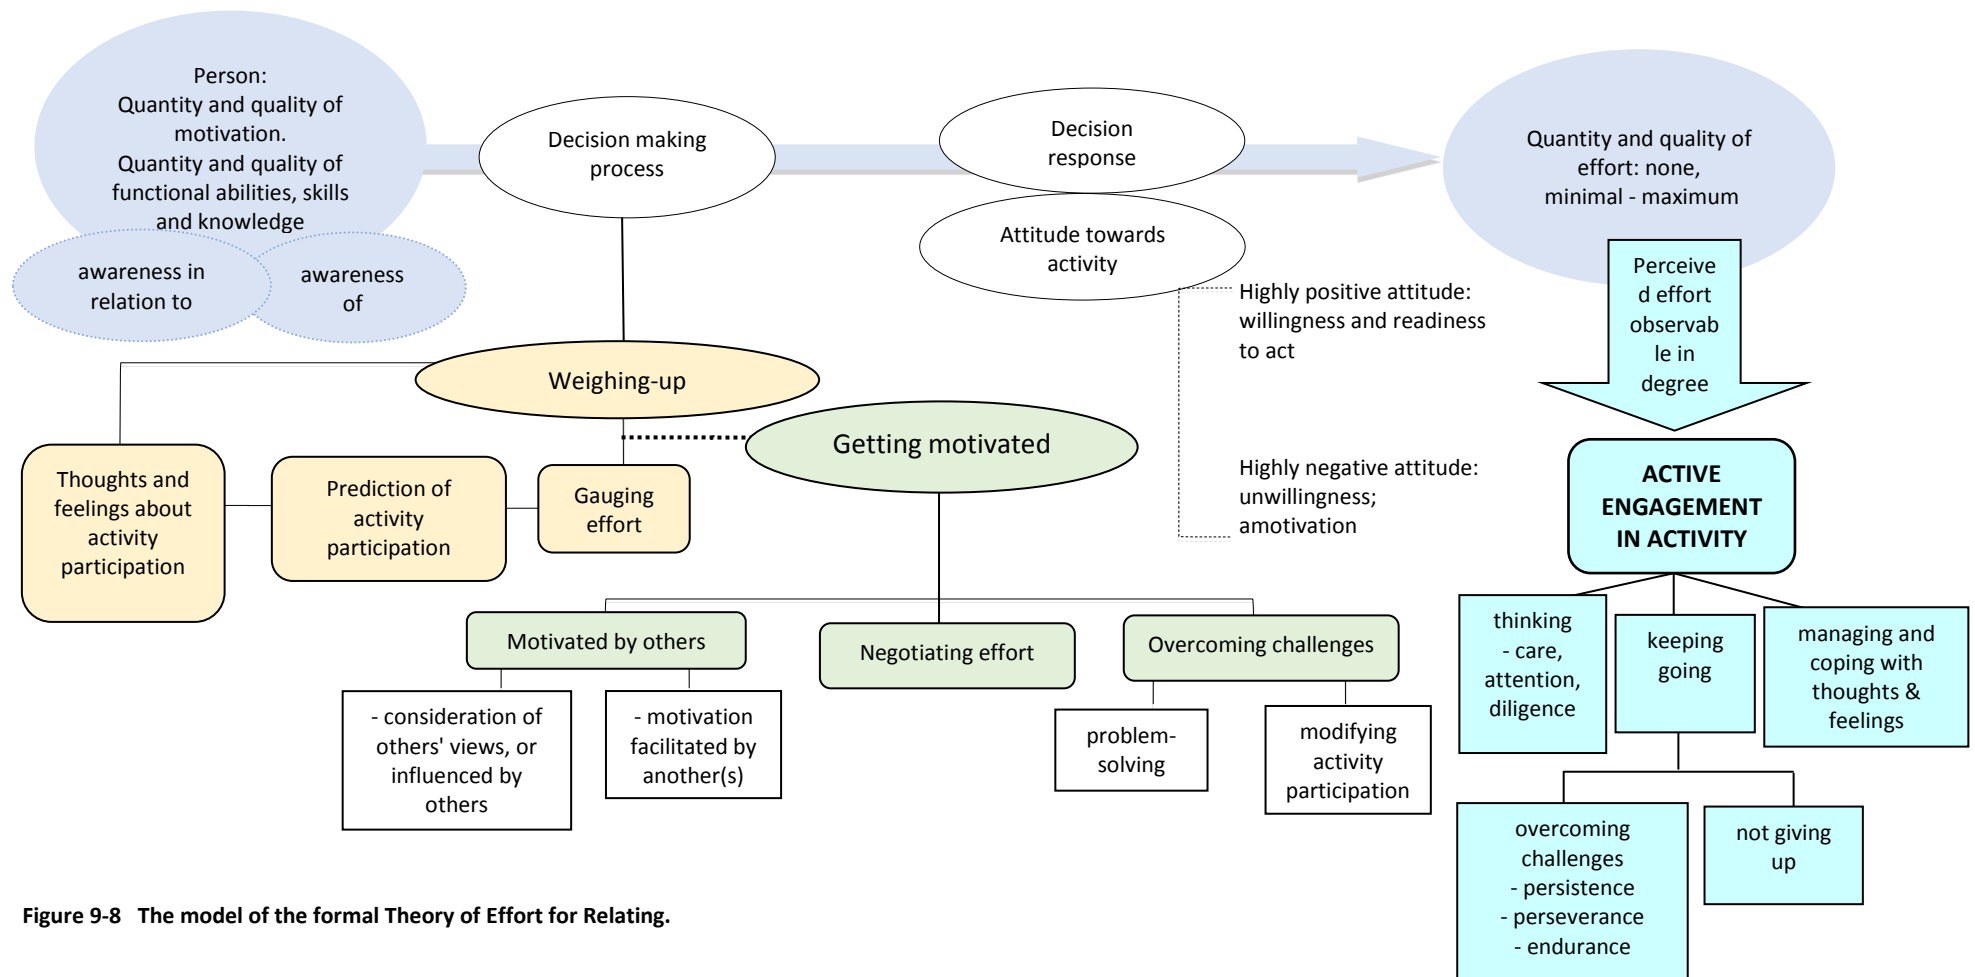 Person:
Quantity and quality of
motivation.
Quantity and quality of
functional abilities, skills
and knowledge
awareness in
relation to
awareness
of
Decision making
process
Decision
response
Attitude towards
activity
Quantity and quality of
effort: none,
minimal - maximum
Highly positive attitude:
willingness and readiness
to act
Highly negative attitude:
unwillingness;
amotivation
Perceive
d effort
observab
le in
degree
Weighing-up
Getting motivated
Thoughts and
feelings about
activity
participation
Prediction of
activity
participation
Gauging
effort
Motivated by others
Negotiating effort
Overcoming challenges
- consideration of
others' views, or
influenced by
others
- motivation
facilitated by
another(s)
problem-
solving
modifying
activity
participation
ACTIVE
ENGAGEMENT
IN ACTIVITY
thinking
- care,
attention,
diligence
keeping
going
managing and
coping with
thoughts &
feelings
overcoming
challenges
- persistence
- perseverance
- endurance
not giving
up
Figure 9-8 The model of the formal Theory of Effort for Relating.